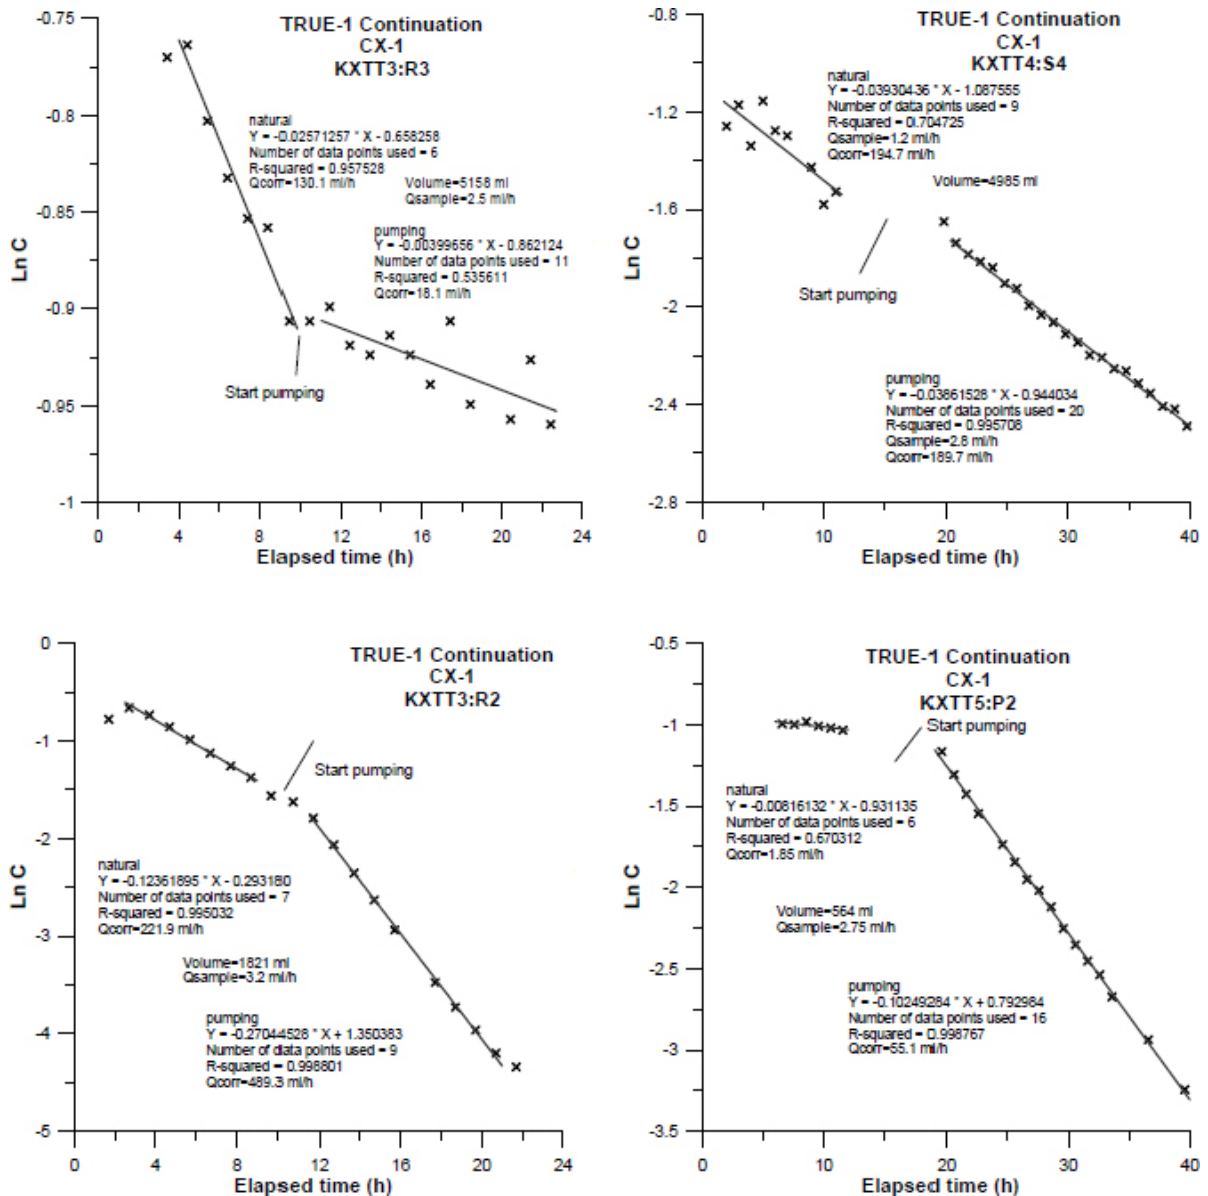 TRUE-1 Continuation
CX-1
KXTT3:R3
natural
Y = -0.02571257 * X - 0.658258
Number of data points used = 6
R-squared = 0.957528
Qcorr=130.1 ml/h
Volume=5158 ml
Qsample=2.5 ml/h
pumping
Y = -0.00399656 * X - 0.862124
Number of data points used = 11
R-squared = 0.535611
Qcorr=18.1 ml/h
Start pumping
Ln C
-0.75
-0.8
-0.85
-0.9
-0.95
-1
0 4 8 12 16 20 24
Elapsed time (h)
TRUE-1 Continuation
CX-1
KXTT4:S4
natural
Y = -0.03930436 * X - 1.087555
Number of data points used = 9
R-squared = 0.704725
Qsample=1.2 ml/h
Qcorr=194.7 ml/h
Volume=4985 ml
Start pumping
pumping
Y = -0.03861528 * X - 0.944034
Number of data points used = 20
R-squared = 0.995708
Qsample=2.8 ml/h
Qcorr=189.7 ml/h
Ln C
-0.8
-1.2
-1.6
-2
-2.4
-2.8
0 10 20 30 40
Elapsed time (h)
TRUE-1 Continuation
CX-1
KXTT3:R2
Start pumping
natural
Y = -0.12361895 * X - 0.293180
Number of data points used = 7
R-squared = 0.995032
Qcorr=221.9 ml/h
Volume=1821 ml
Qsample=3.2 ml/h
pumping
Y = -0.27044528 * X + 1.350383
Number of data points used = 9
R-squared = 0.998801
Qcorr=489.3 ml/h
Ln C
0
-1
-2
-3
-4
-5
0 4 8 12 16 20 24
Elapsed time (h)
TRUE-1 Continuation
CX-1
KXTT5:P2
Start pumping
natural
Y = -0.00816132 * X - 0.931135
Number of data points used = 6
R-squared = 0.670312
Qcorr=1.85 ml/h
Volume=564 ml
Qsample=2.75 ml/h
pumping
Y = -0.10249284 * X + 0.792984
Number of data points used = 16
R-squared = 0.998767
Qcorr=55.1 ml/h
Ln C
-0.5
-1
-1.5
-2
-2.5
-3
-3.5
0 10 20 30 40
Elapsed time (h)